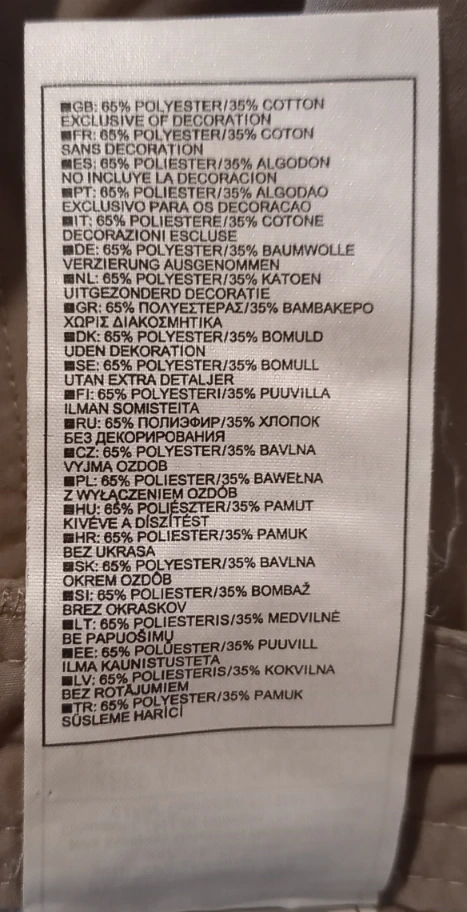 ■GB: 65% POLYESTER/35% COTTON
EXCLUSIVE OF DECORATION
■FR: 65% POLYESTER/35% COTON
SANS DECORATION
■ES: 65% POLIESTER/35% ALGODON
NO INCLUYE LA DECORACION
■PT: 65% POLYESTER/35% ALGODAO
EXCLUSIVO PARA OS DECORACAO
■IT: 65% POLIESTERE/35% COTONE
DECORAZIONI ESCLUSE
■DE: 65% POLYESTER/35% BAUMWOLLE
VERZIERUNG AUSGENOMMEN
■NL: 65% POLYESTER/35% KATOEN
UITGEZONDERD DECORATIE
■GR: 65% ΠΟΛΥΕΣΤΕΡΑΣ/35% ΒΑΜΒΑΚΕΡΟ
ΧΩΡΙΣ ΔΙΑΚΟΣΜΗΤΙΚΑ
■DK: 65% POLYESTER/35% BOMULD
UDEN DEKORATION
■SE: 65% POLYESTER/35% BOMULL
UTAN EXTRA DETALJER
■FI: 65% POLYESTERI/35% PUUVILLA
ILMAN SOMISTEITA
■RU: 65% ПОЛИЭФИР/35% ХЛОПОК
БЕЗ ДЕКОРИРОВАНИЯ
■CZ: 65% POLYESTER/35% BAVLNA
VYJMA OZDOB
■PL: 65% POLIESTER/35% BAWEŁNA
Z WYŁĄCZENIEM OZDÓB
■HU: 65% POLIÉSZTER/35% PAMUT
KIVÉVE A DÍSZÍTÉST
■HR: 65% POLIESTER/35% PAMUK
BEZ UKRASA
■SK: 65% POLYESTER/35% BAVLNA
OKREM OZDÔB
■SI: 65% POLIESTER/35% BOMBAŽ
BREZ OKRASKOV
■LT: 65% POLIESTERIS/35% MEDVILNĖ
BE PAPUOŠIMŲ
■EE: 65% POLÜESTER/35% PUUVILL
ILMA KAUNISTUSTETA
■LV: 65% POLIESTERIS/35% KOKVILNA
BEZ ROTĀJUMIEM
■TR: 65% POLYESTER/35% PAMUK
SÜSLEME HARİCİ